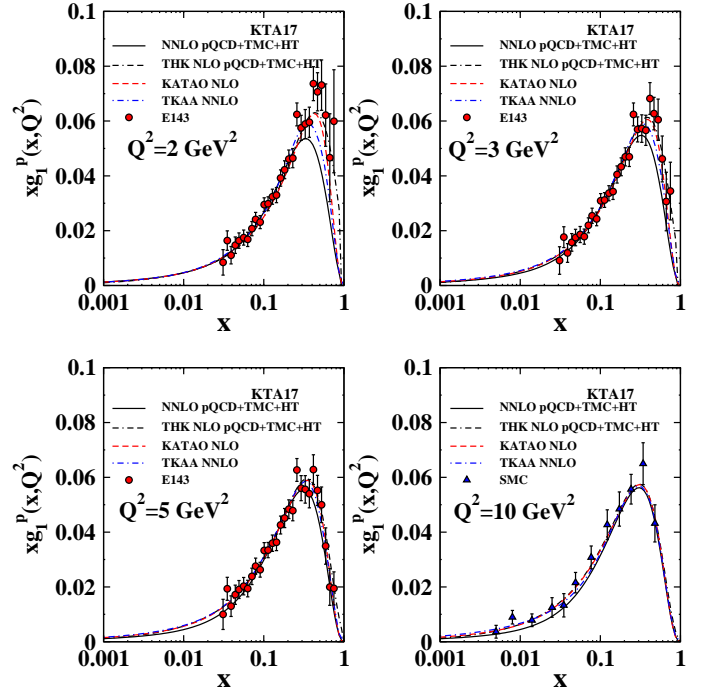 KTA17
NNLO pQCD+TMC+HT
THK NLO pQCD+TMC+HT
KATAO NLO
TKAA NNLO
E143
Q²=2 GeV²
xg₁ᵖ(x,Q²)
0.1
0.08
0.06
0.04
0.02
0
0.001 0.01 0.1 1
x
KTA17
NNLO pQCD+TMC+HT
THK NLO pQCD+TMC+HT
KATAO NLO
TKAA NNLO
E143
Q²=3 GeV²
xg₁ᵖ(x,Q²)
0.1
0.08
0.06
0.04
0.02
0
0.001 0.01 0.1 1
x
KTA17
NNLO pQCD+TMC+HT
THK NLO pQCD+TMC+HT
KATAO NLO
TKAA NNLO
E143
Q²=5 GeV²
xg₁ᵖ(x,Q²)
0.1
0.08
0.06
0.04
0.02
0
0.001 0.01 0.1 1
x
KTA17
NNLO pQCD+TMC+HT
THK NLO pQCD+TMC+HT
KATAO NLO
TKAA NNLO
SMC
Q²=10 GeV²
xg₁ᵖ(x,Q²)
0.1
0.08
0.06
0.04
0.02
0
0.001 0.01 0.1 1
x